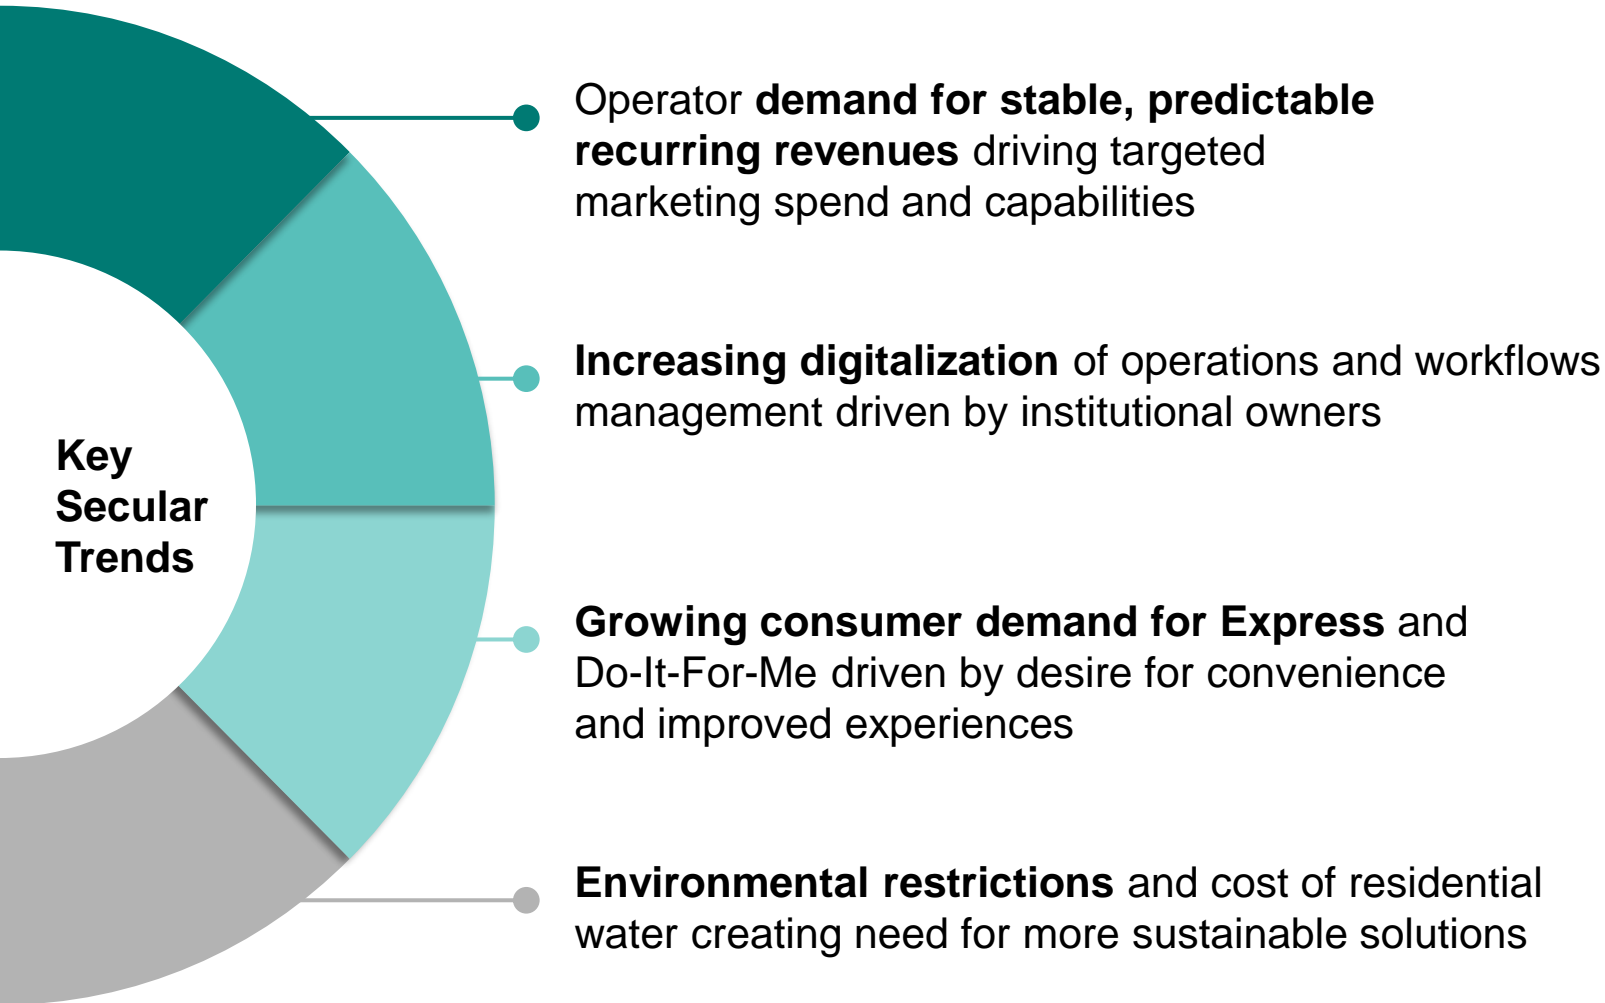 Key
Secular
Trends
Operator demand for stable, predictable
recurring revenues driving targeted
marketing spend and capabilities
Increasing digitalization of operations and workflows
management driven by institutional owners
Growing consumer demand for Express and
Do-It-For-Me driven by desire for convenience
and improved experiences
Environmental restrictions and cost of residential
water creating need for more sustainable solutions